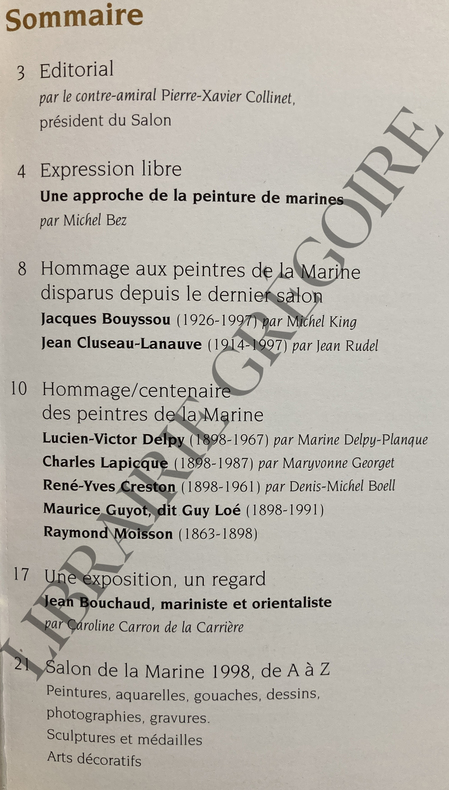 Sommaire
3 Editorial
par le contre-amiral Pierre-Xavier Collinet,
président du Salon
4 Expression libre
Une approche de la peinture de marines
par Michel Bez
8 Hommage aux peintres de la Marine
disparus depuis le dernier salon
Jacques Bouyssou (1926-1997) par Michel King
Jean Cluseau-Lanauve (1914-1997) par Jean Rudel
10 Hommage/centenaire
des peintres de la Marine
Lucien-Victor Delpy (1898-1967) par Marine Delpy-Planque
Charles Lapicque (1898-1987) par Maryvonne Georget
René-Yves Creston (1898-1961) par Denis-Michel Boell
Maurice Guyot, dit Guy Loé (1898-1991)
Raymond Moisson (1863-1898)
17 Une exposition, un regard
Jean Bouchaud, mariniste et orientaliste
par Caroline Carron de la Carrière
21 Salon de la Marine 1998, de A à Z
Peintures, aquarelles, gouaches, dessins,
photographies, gravures.
Sculptures et médailles
Arts décoratifs
LIBRAIRIE GREGOIRE